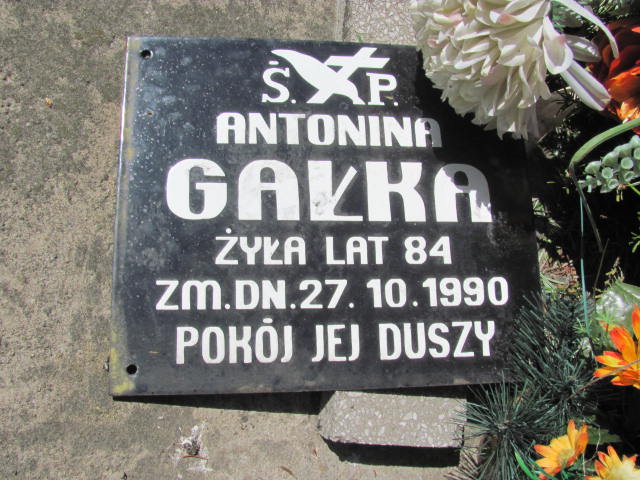 Ś. P.
ANTONINA
GAŁKA
ŻYŁA LAT 84
ZM.DN.27.10.1990
POKÓJ JEJ DUSZY